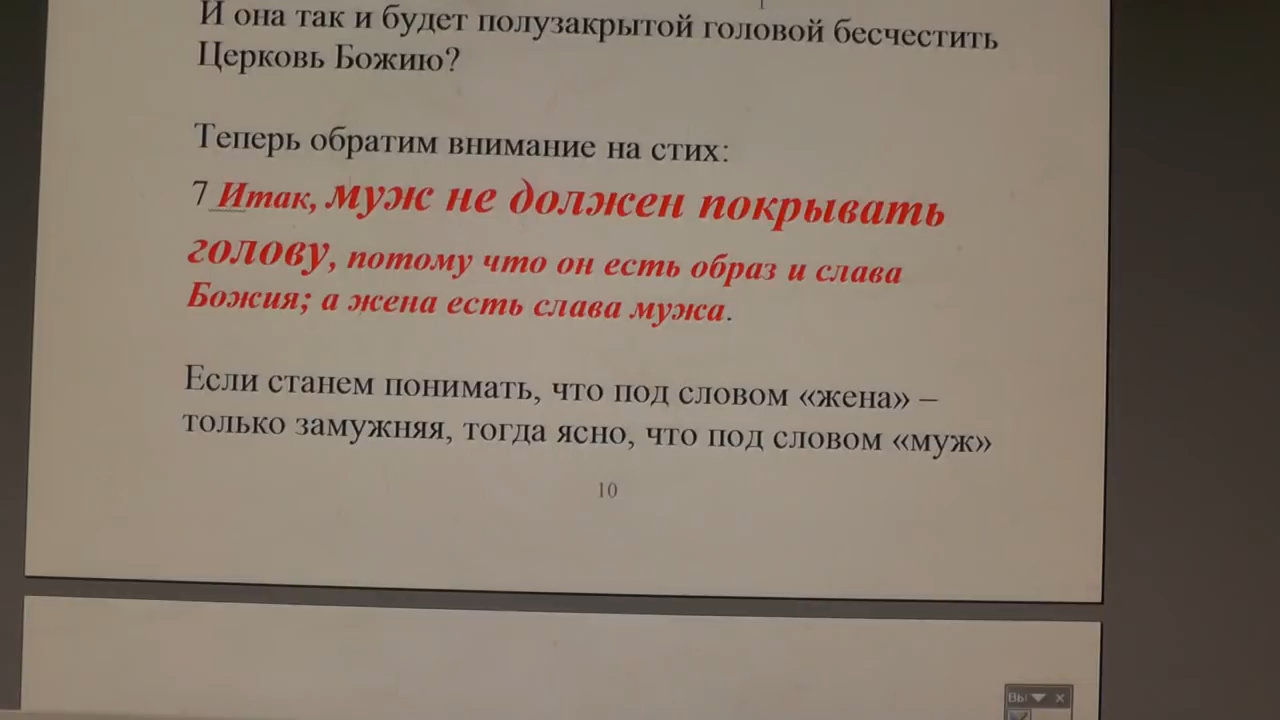 И она так и будет полузакрытой головой бесчестить
Церковь Божию?
Теперь обратим внимание на стих:
7 Итак, муж не должен покрывать
голову, потому что он есть образ и слава
Божия; а жена есть слава мужа.
Если станем понимать, что под словом «жена» –
только замужняя, тогда ясно, что под словом «муж»
10
Вы